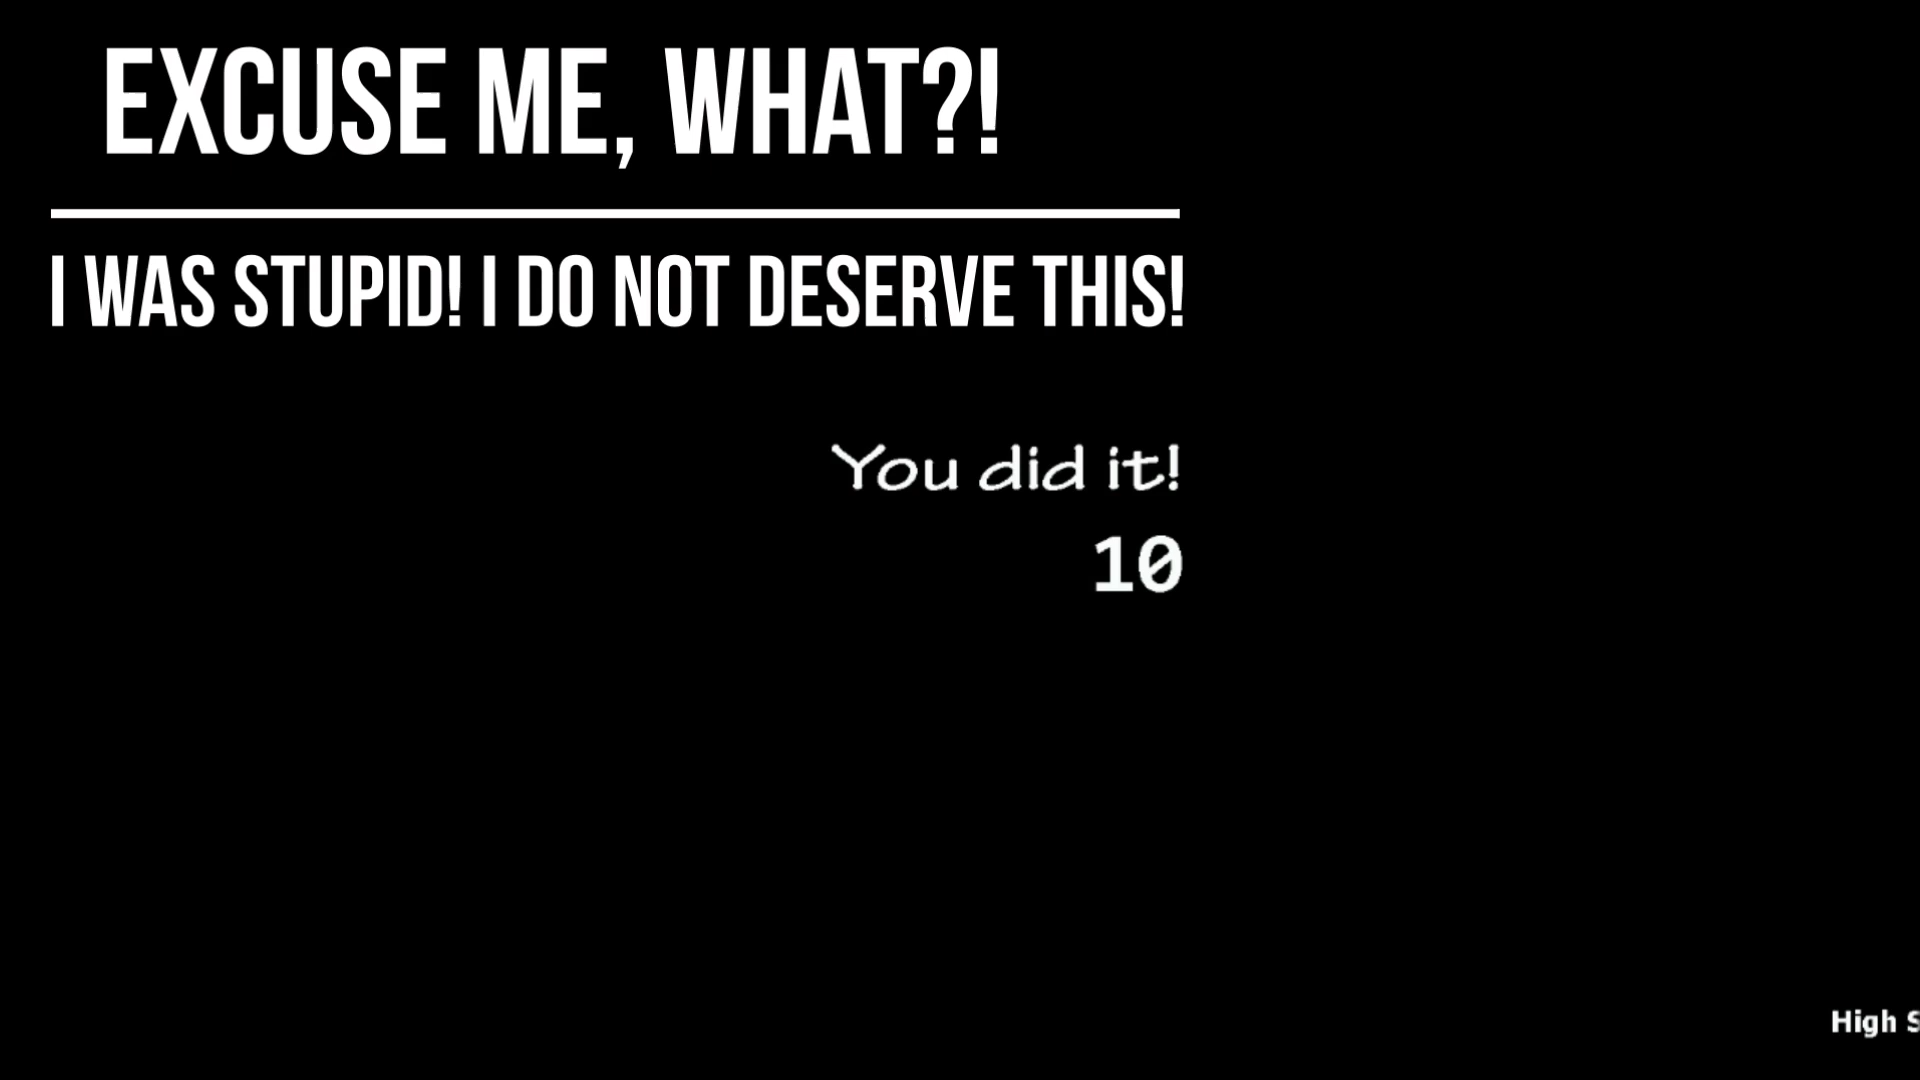 EXCUSE ME, WHAT?!
I WAS STUPID! I DO NOT DESERVE THIS!
You did it!
10
High